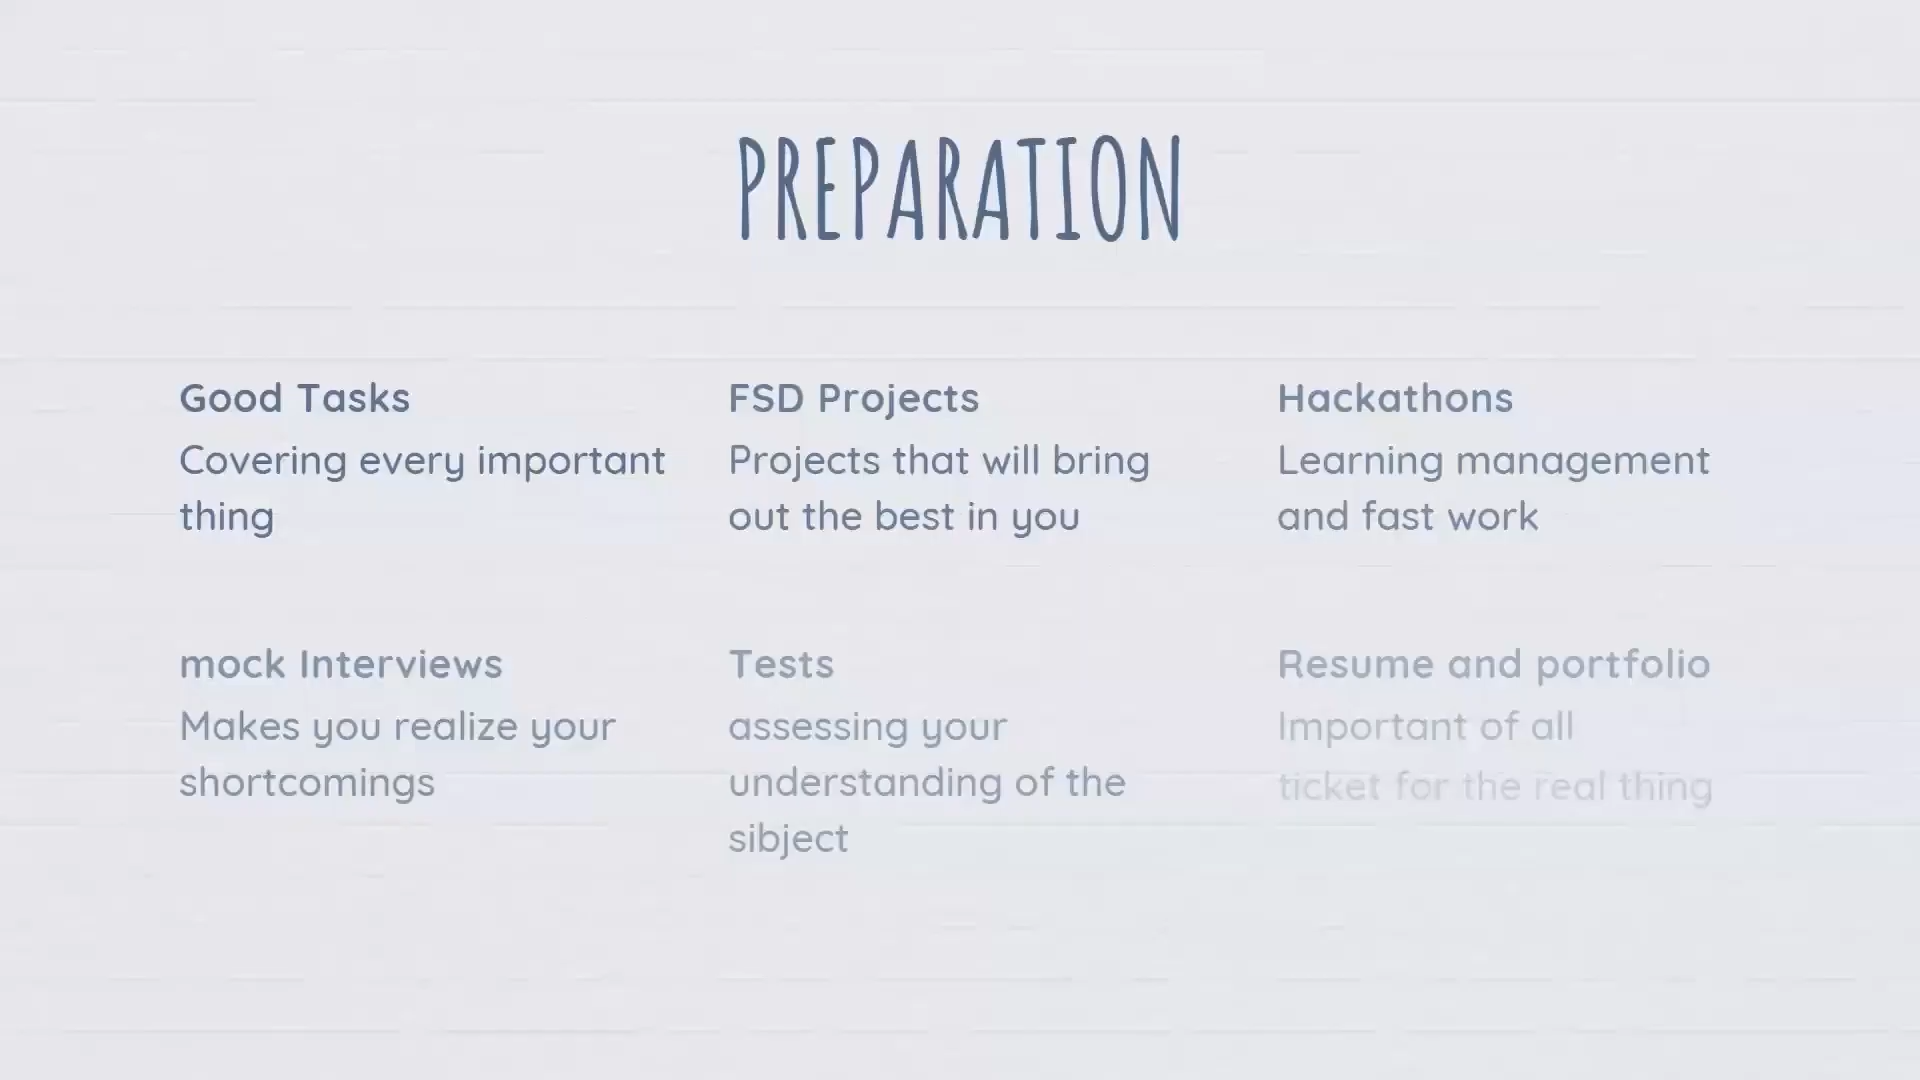 PREPARATION
Good Tasks
Covering every important
thing
FSD Projects
Projects that will bring
out the best in you
Hackathons
Learning management
and fast work
mock Interviews
Makes you realize your
shortcomings
Tests
assessing your
understanding of the
sibject
Resume and portfolio
Important of all
ticket for the real thing